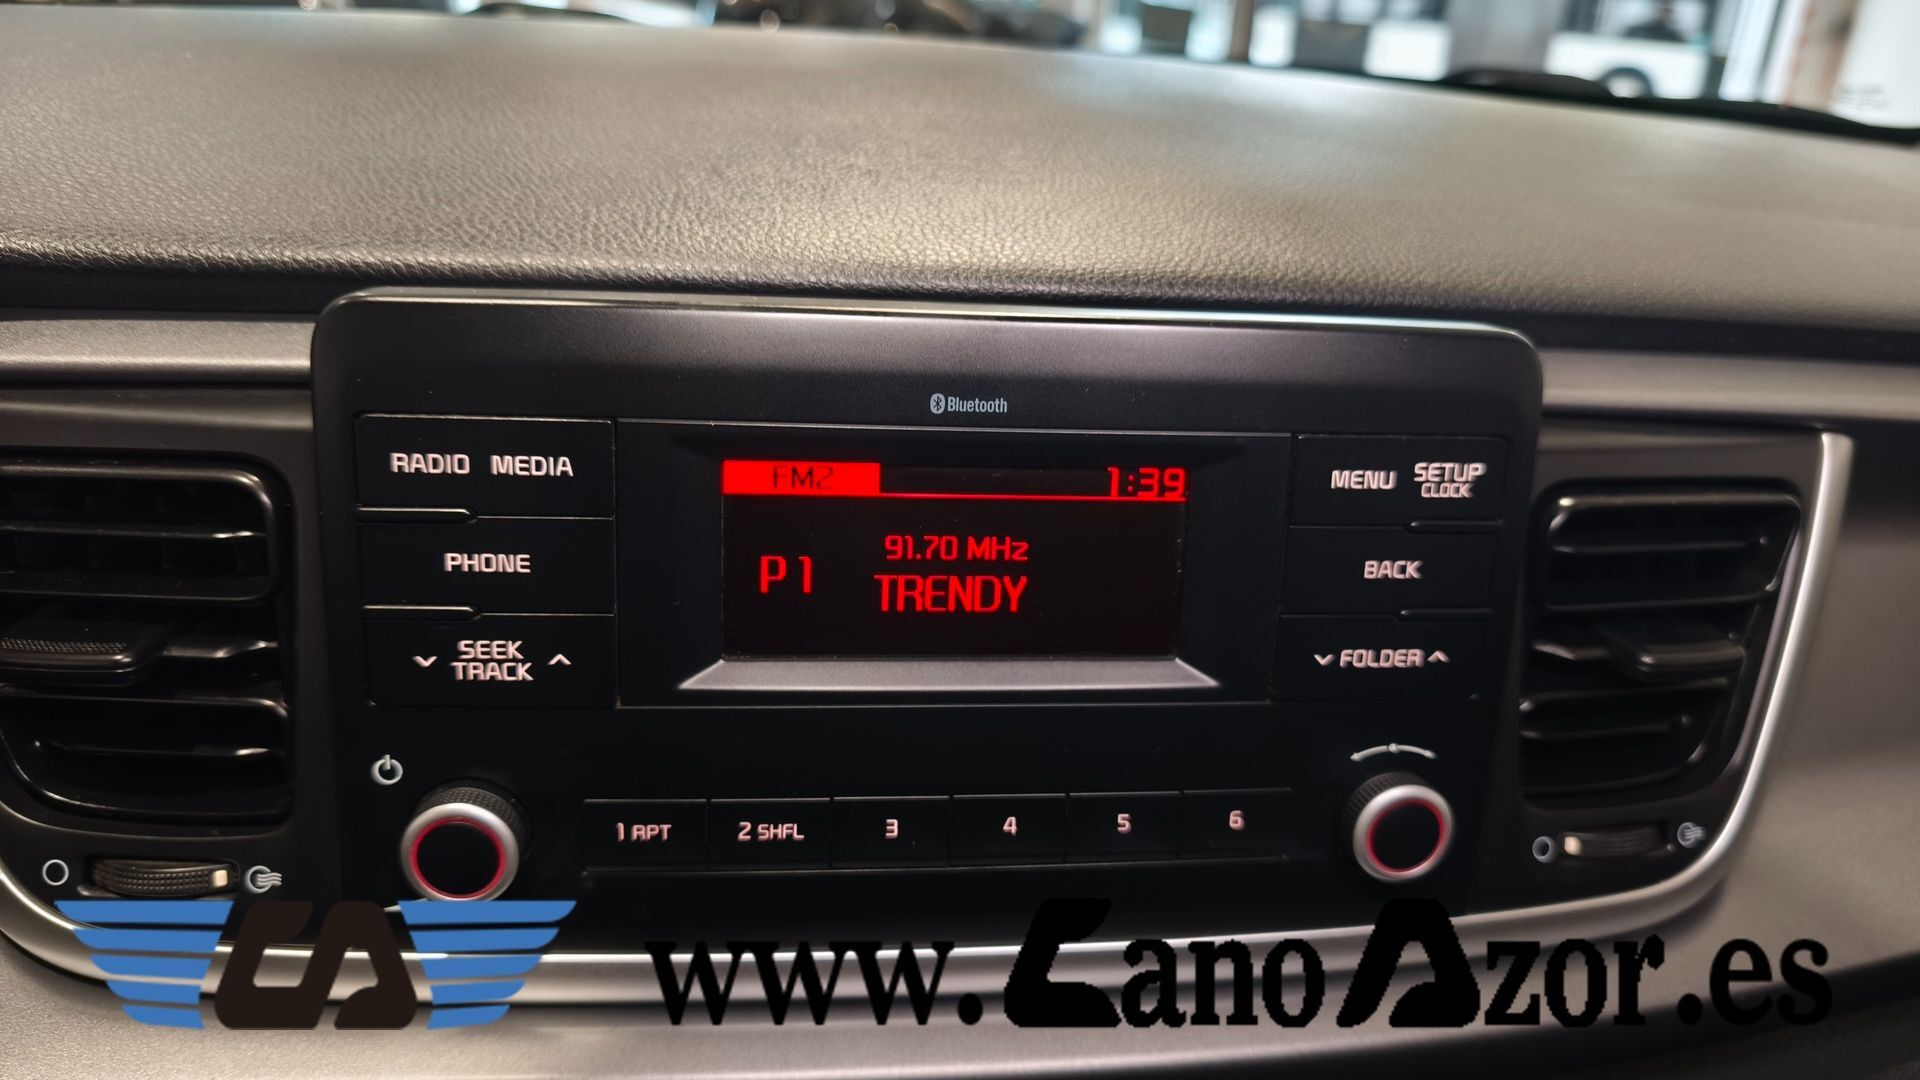 Bluetooth
RADIO MEDIA
FM2 1:39
MENU SETUP
CLOCK
91.70 MHz
P1 TRENDY
PHONE
BACK
SEEK
TRACK
FOLDER
1 RPT 2 SHFL 3 4 5 6
CA www.CanoAzor.es